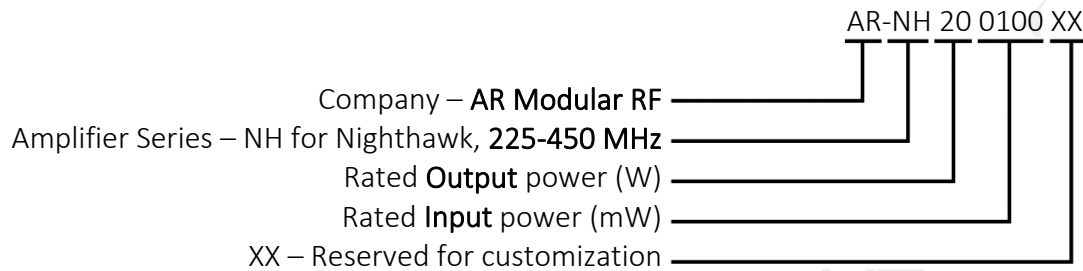 AR-NH 20 0100 XX
Company – AR Modular RF
Amplifier Series – NH for Nighthawk, 225-450 MHz
Rated Output power (W)
Rated Input power (mW)
XX – Reserved for customization